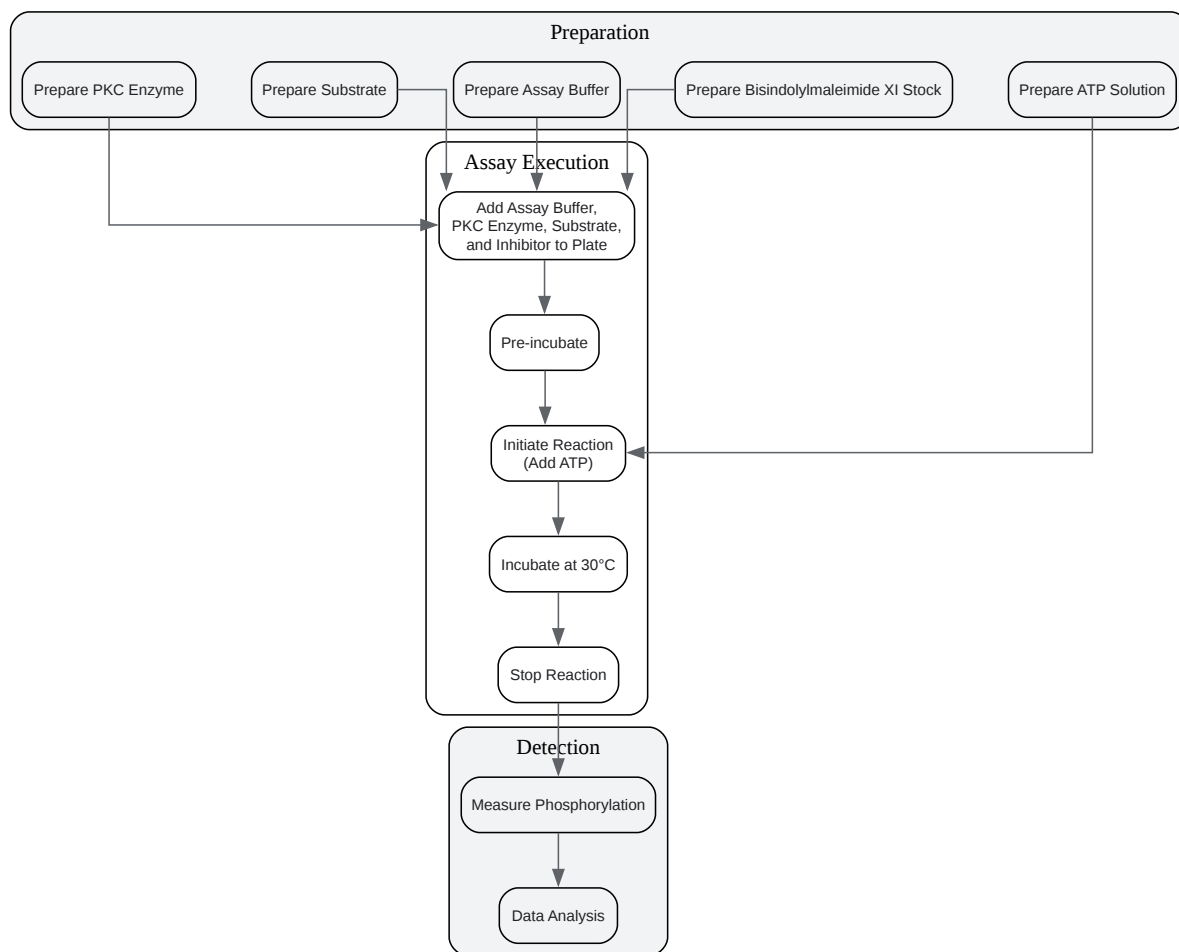 Preparation
Prepare PKC Enzyme
Prepare Substrate
Prepare Assay Buffer
Prepare Bisindolylmaleimide XI Stock
Prepare ATP Solution
Assay Execution
Add Assay Buffer,
PKC Enzyme, Substrate,
and Inhibitor to Plate
Pre-incubate
Initiate Reaction
(Add ATP)
Incubate at 30°C
Stop Reaction
Detection
Measure Phosphorylation
Data Analysis